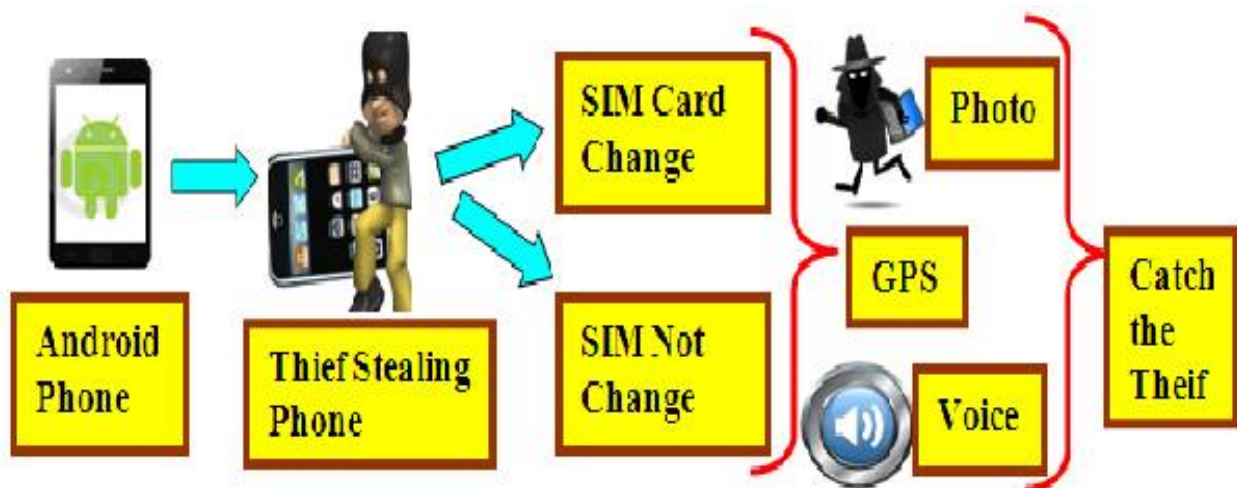 Android
Phone
Thief Stealing
Phone
SIM Card
Change
SIM Not
Change
Photo
GPS
Voice
Catch
the
Theif